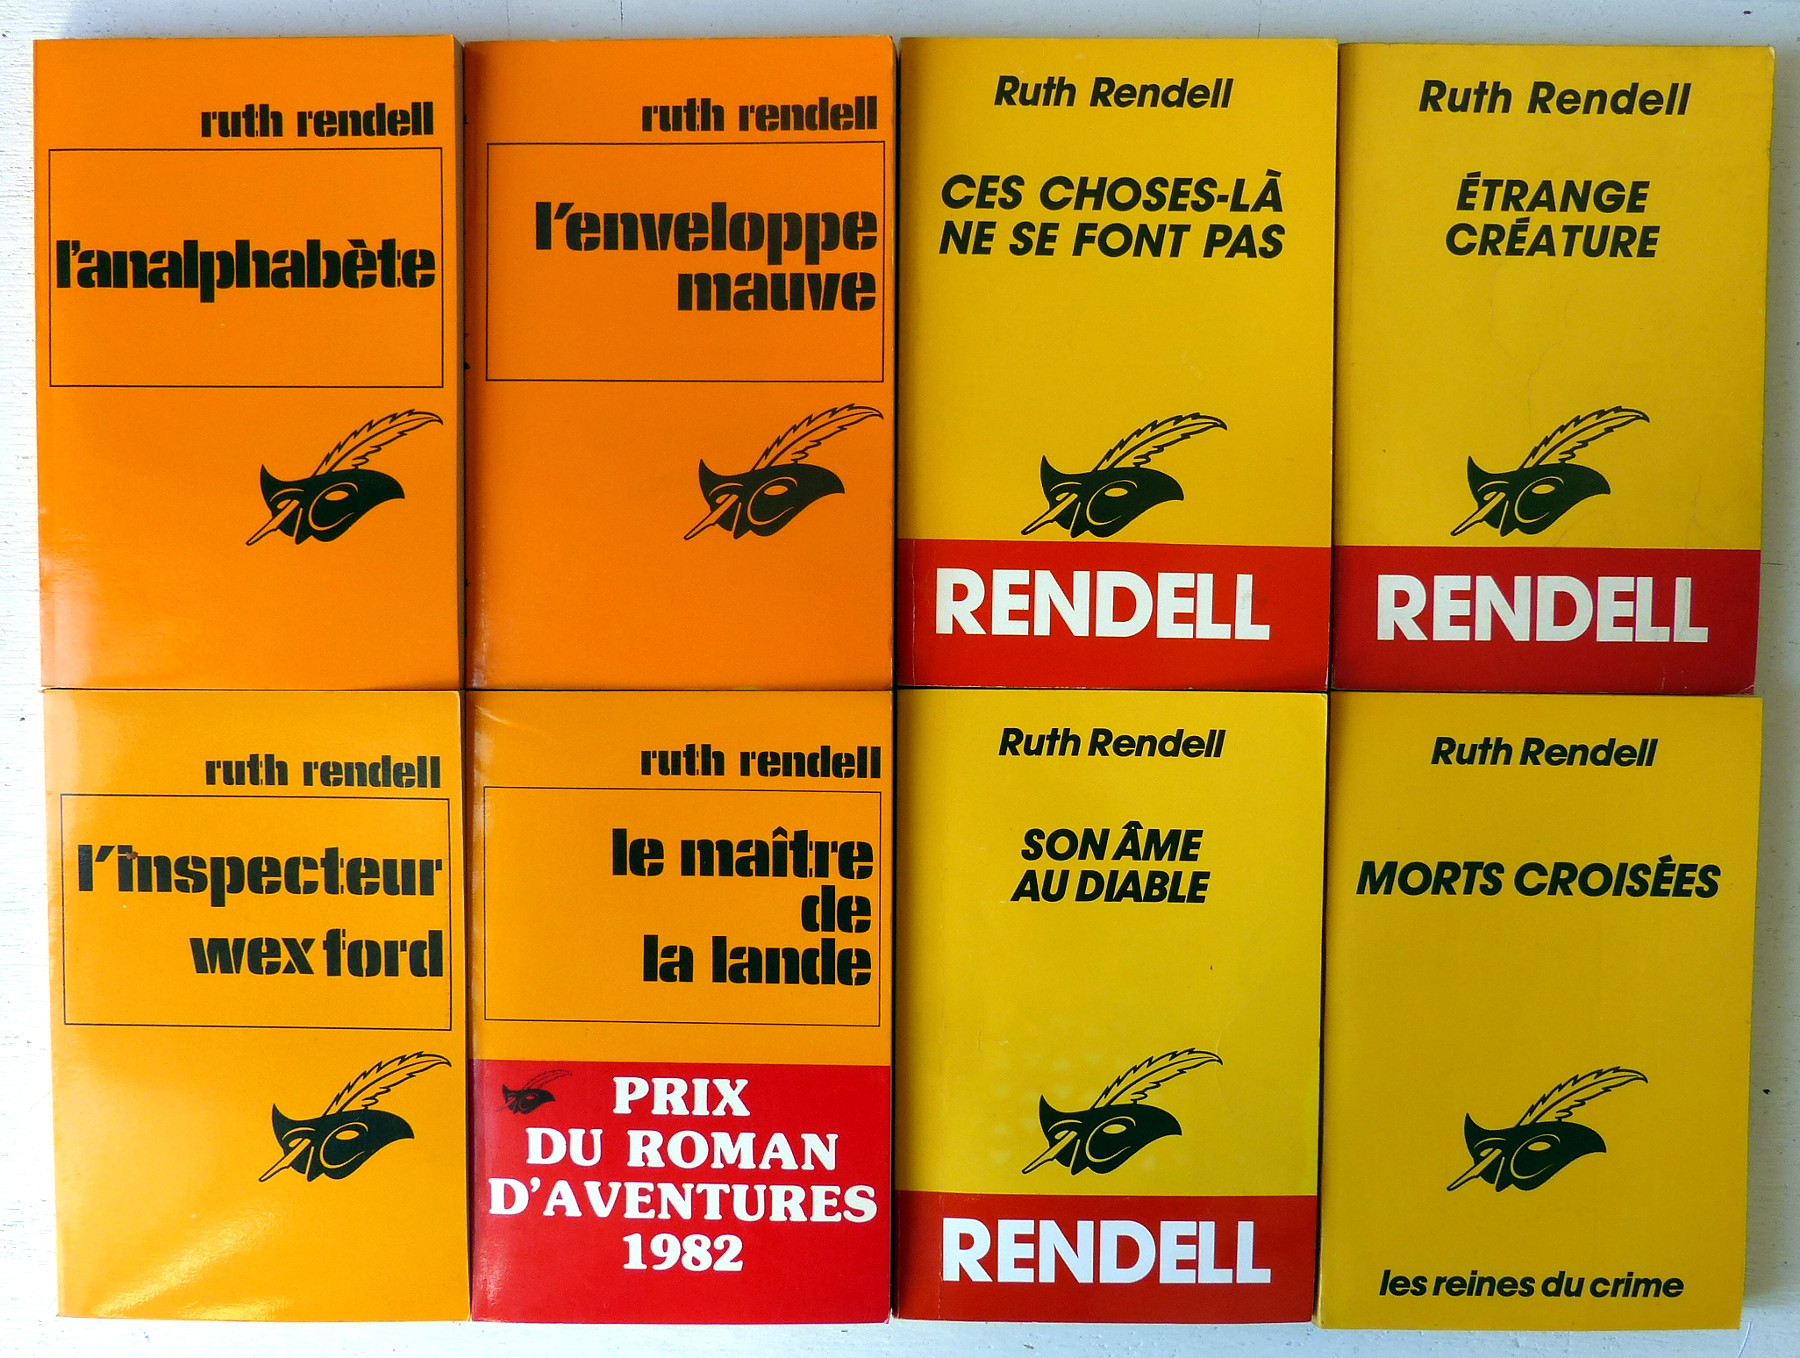 ruth rendell
l'analphabète
ruth rendell
l'enveloppe
mauve
Ruth Rendell
CES CHOSES-LÀ
NE SE FONT PAS
RENDELL
Ruth Rendell
ÉTRANGE
CRÉATURE
RENDELL
ruth rendell
l'inspecteur
wexford
ruth rendell
le maître
de
la lande
PRIX
DU ROMAN
D'AVENTURES
1982
Ruth Rendell
SON ÂME
AU DIABLE
RENDELL
Ruth Rendell
MORTS CROISÉES
les reines du crime